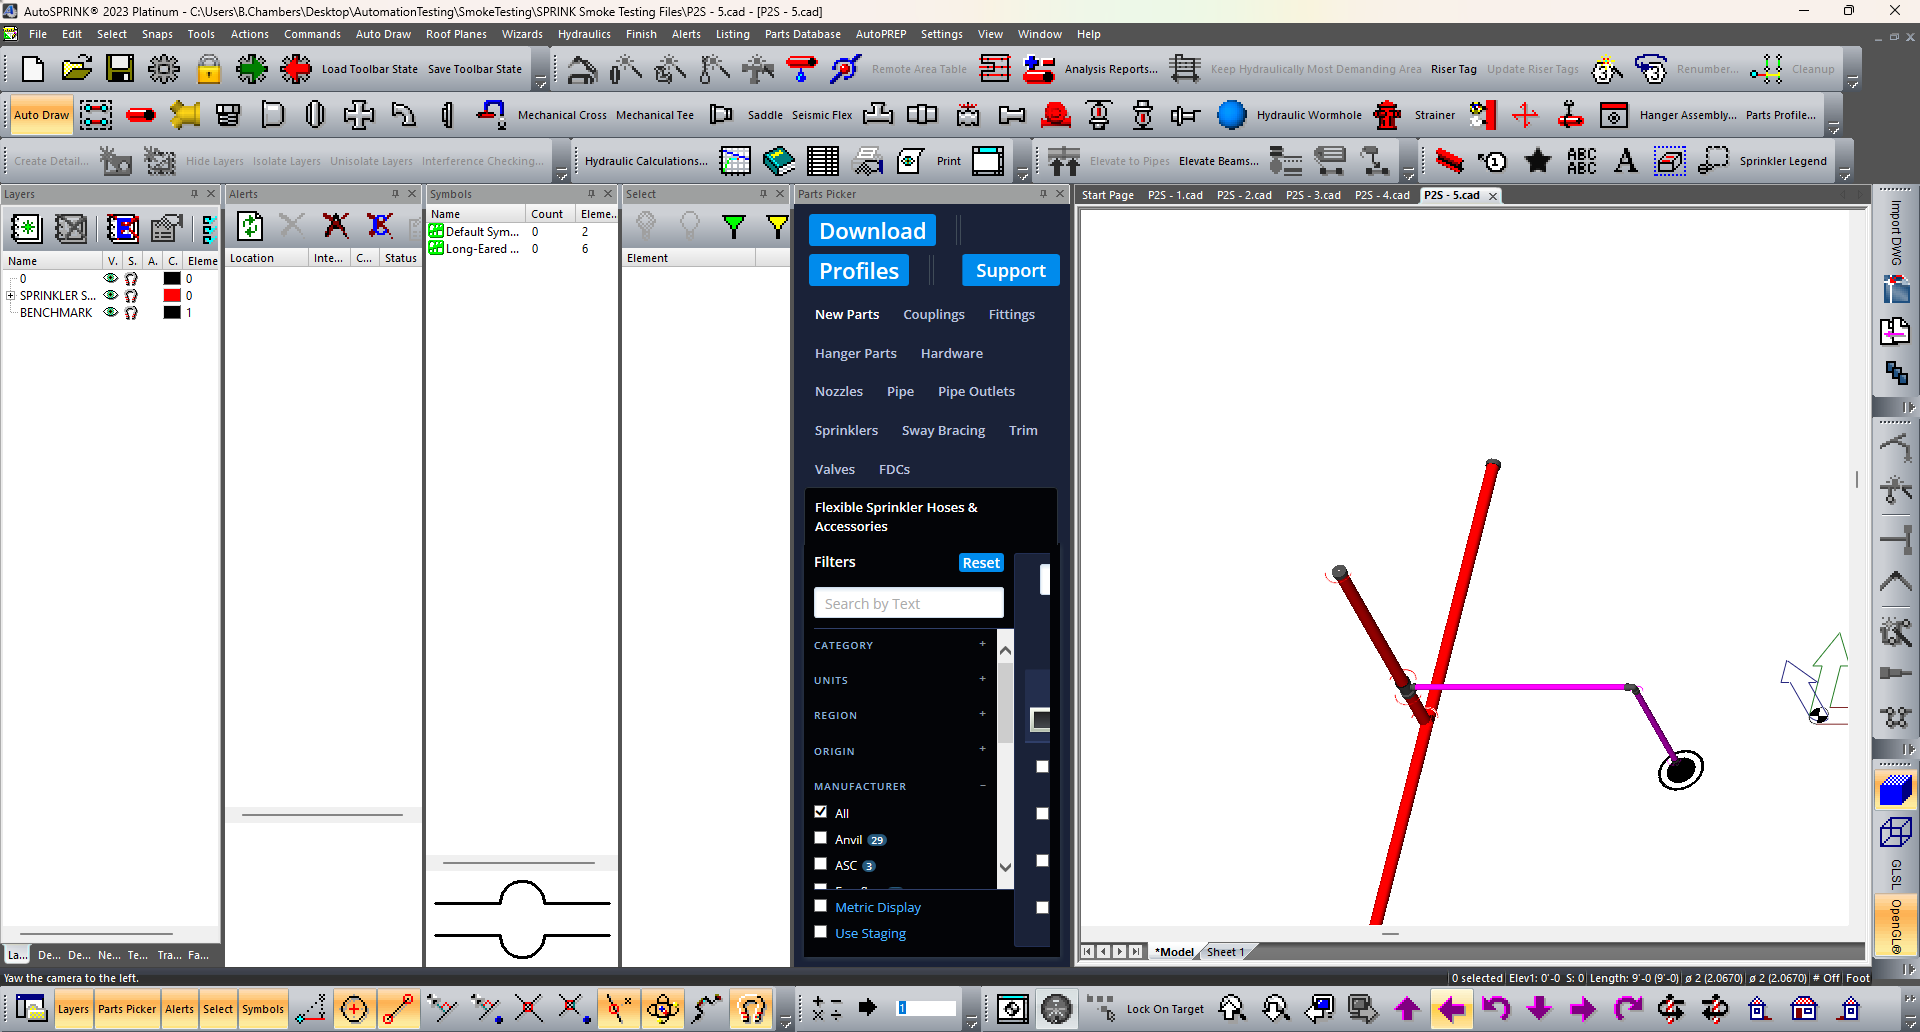 AutoSPRINK® 2023 Platinum - C:\Users\B.Chambers\Desktop\AutomationTesting\SmokeTesting\SPRINK Smoke Testing Files\P2S - 5.cad - [P2S - 5.cad]
File Edit Select Snaps Tools Actions Commands Auto Draw Roof Planes Wizards Hydraulics Finish Alerts Listing Parts Database AutoPREP Settings View Window Help
Load Toolbar State Save Toolbar State Remote Area Table Analysis Reports... Keep Hydraulically Most Demanding Area Riser Tag Update Riser Tags Renumber... Cleanup
Auto Draw Mechanical Cross Mechanical Tee Saddle Seismic Flex Hydraulic Wormhole Strainer Hanger Assembly... Parts Profile...
Create Detail... Hide Layers Isolate Layers Unisolate Layers Interference Checking... Hydraulic Calculations... Print Elevate to Pipes Elevate Beams... 1 ABC ABC A Sprinkler Legend
Layers
Name V. S. A. C. Eleme
0 0
SPRINKLER S... 0
BENCHMARK 1
La... De... De... Ne... Te... Tra... Fa...
Alerts
Location Inte... C... Status
Symbols
Name Count Eleme...
Default Sym... 0 2
Long-Eared ... 0 6
Select
Element
Parts Picker
Download
Profiles Support
New Parts Couplings Fittings
Hanger Parts Hardware
Nozzles Pipe Pipe Outlets
Sprinklers Sway Bracing Trim
Valves FDCs
Flexible Sprinkler Hoses &
Accessories
Filters Reset
Search by Text
CATEGORY +
UNITS +
REGION +
ORIGIN +
MANUFACTURER −
All
Anvil 29
ASC 3
Metric Display
Use Staging
Start Page P2S - 1.cad P2S - 2.cad P2S - 3.cad P2S - 4.cad P2S - 5.cad
*Model Sheet 1
Import DWG
GLSL
OpenGL®
Yaw the camera to the left.
0 selected Elev1: 0'-0 S: 0 Length: 9'-0 (9'-0) ø 2 (2.0670) ø 2 (2.0670) # Off Foot
Layers Parts Picker Alerts Select Symbols 1 Lock On Target